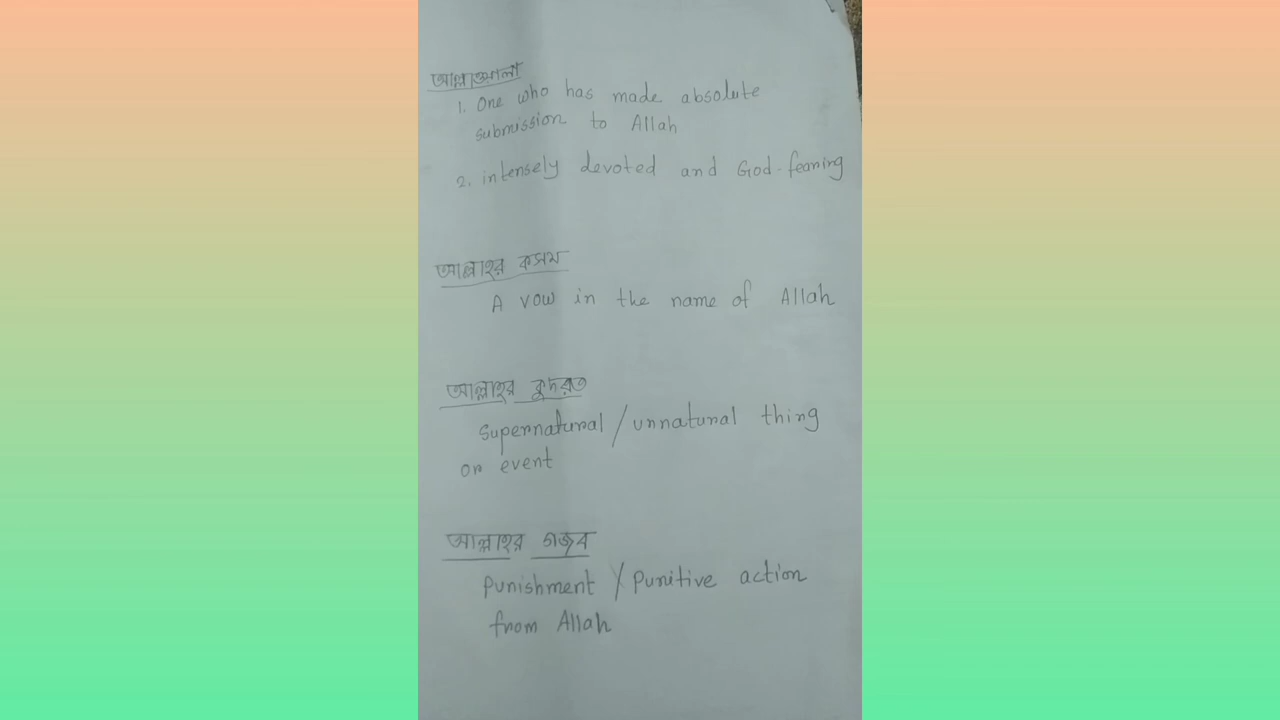 আল্লাওয়ালা
1. One who has made absolute
submission to Allah
2. intensely devoted and God-fearing
আল্লাহর কসম
A vow in the name of Allah
আল্লাহর কুদরত
Supernatural / unnatural thing
or event
আল্লাহর গজব
Punishment / Punitive action
from Allah